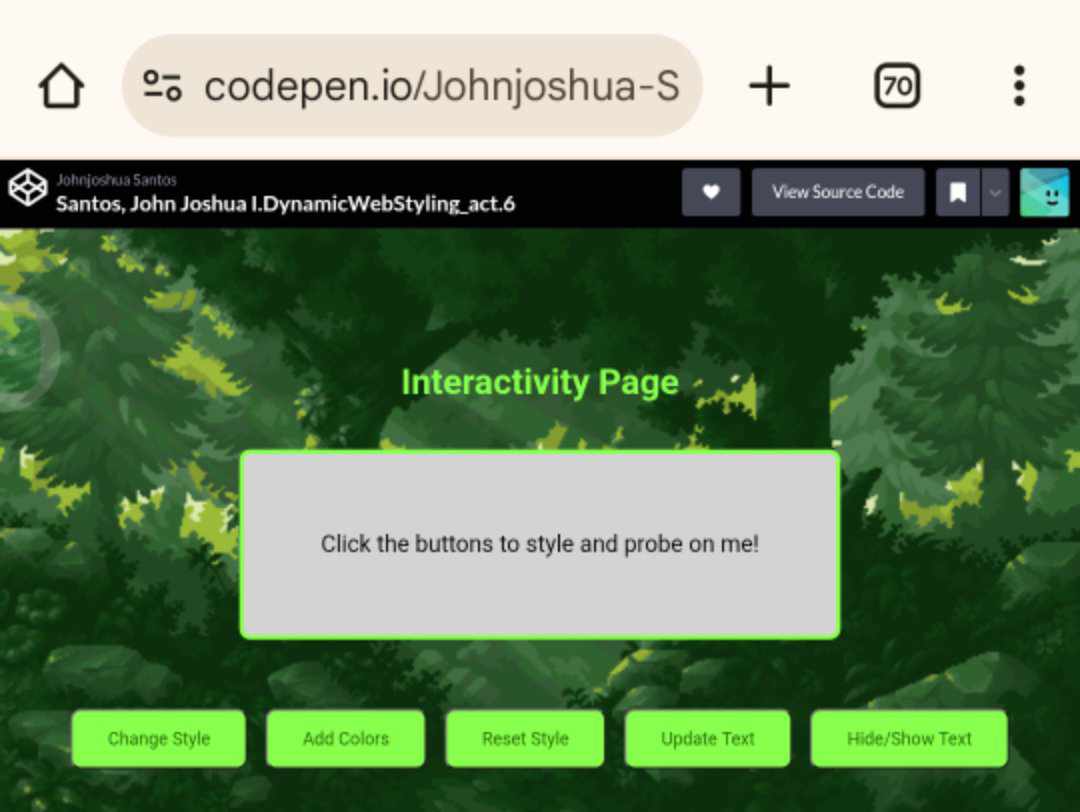 codepen.io/Johnjoshua-S
70
Johnjoshua Santos
Santos, John Joshua I.DynamicWebStyling_act.6
View Source Code
Interactivity Page
Click the buttons to style and probe on me!
Change Style
Add Colors
Reset Style
Update Text
Hide/Show Text